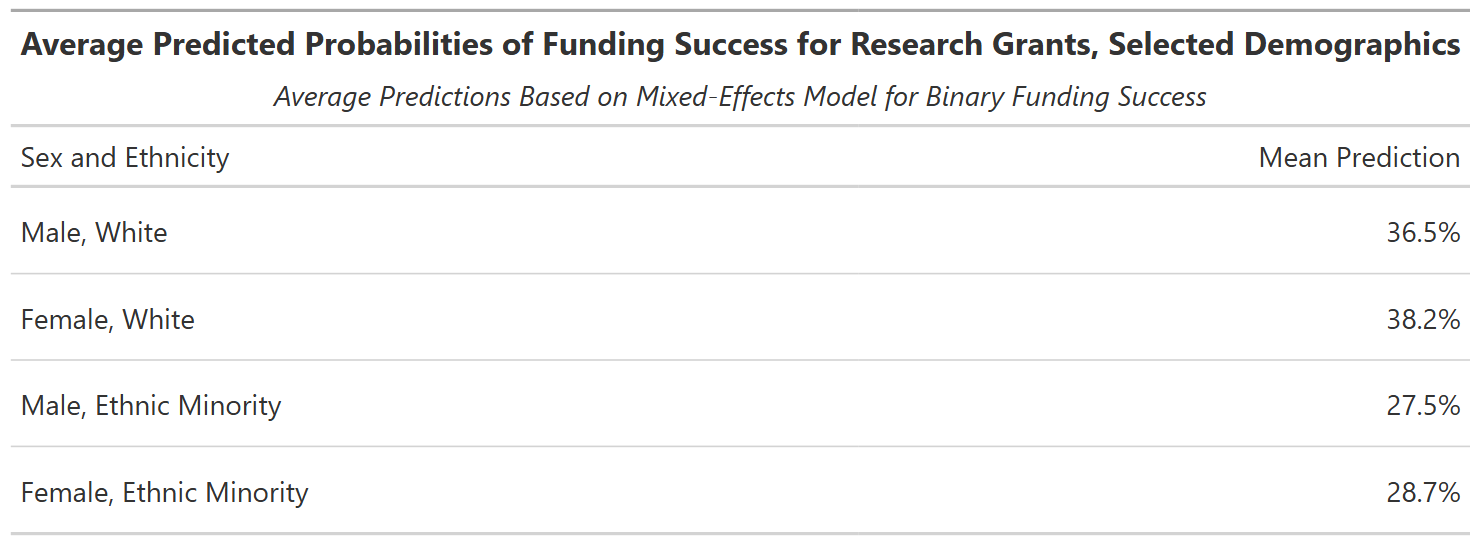 Average Predicted Probabilities of Funding Success for Research Grants, Selected Demographics
Average Predictions Based on Mixed-Effects Model for Binary Funding Success
Sex and Ethnicity Mean Prediction
Male, White 36.5%
Female, White 38.2%
Male, Ethnic Minority 27.5%
Female, Ethnic Minority 28.7%